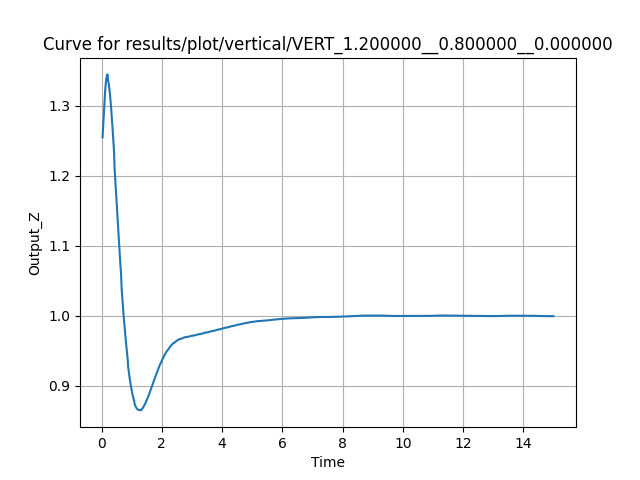 Curve for results/plot/vertical/VERT_1.200000__0.800000__0.000000
Output_Z
1.3
1.2
1.1
1.0
0.9
0 2 4 6 8 10 12 14
Time